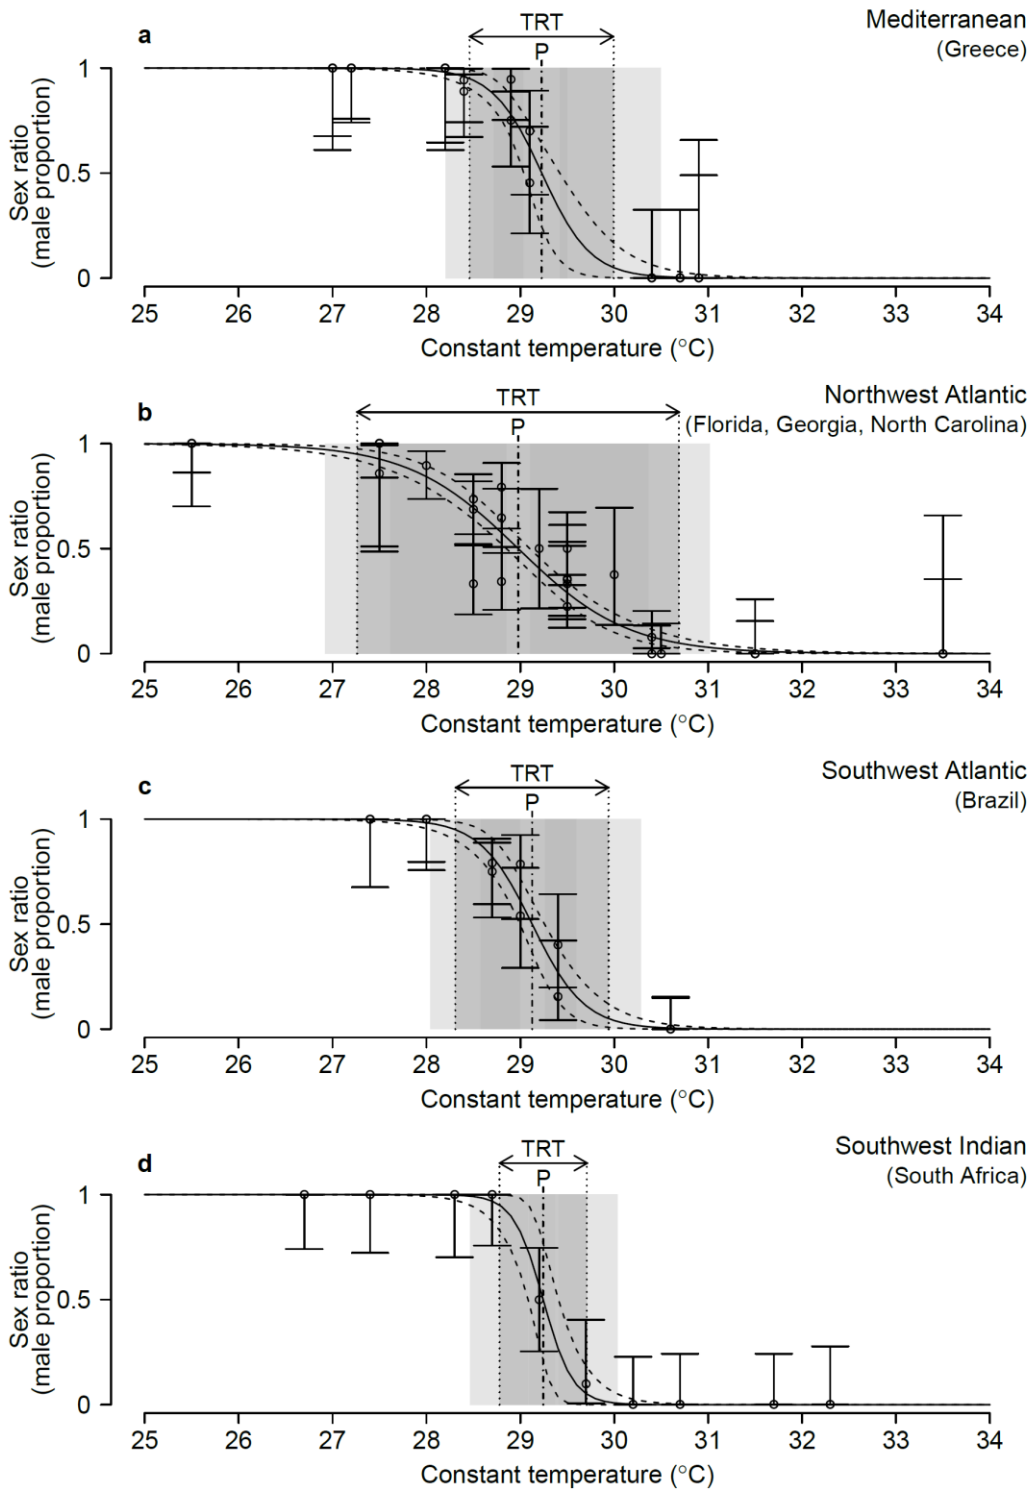 a
TRT
P
Mediterranean
(Greece)
Sex ratio
(male proportion)
1
0.5
0
25 26 27 28 29 30 31 32 33 34
Constant temperature (°C)
b
TRT
P
Northwest Atlantic
(Florida, Georgia, North Carolina)
Sex ratio
(male proportion)
1
0.5
0
25 26 27 28 29 30 31 32 33 34
Constant temperature (°C)
c
TRT
P
Southwest Atlantic
(Brazil)
Sex ratio
(male proportion)
1
0.5
0
25 26 27 28 29 30 31 32 33 34
Constant temperature (°C)
d
TRT
P
Southwest Indian
(South Africa)
Sex ratio
(male proportion)
1
0.5
0
25 26 27 28 29 30 31 32 33 34
Constant temperature (°C)